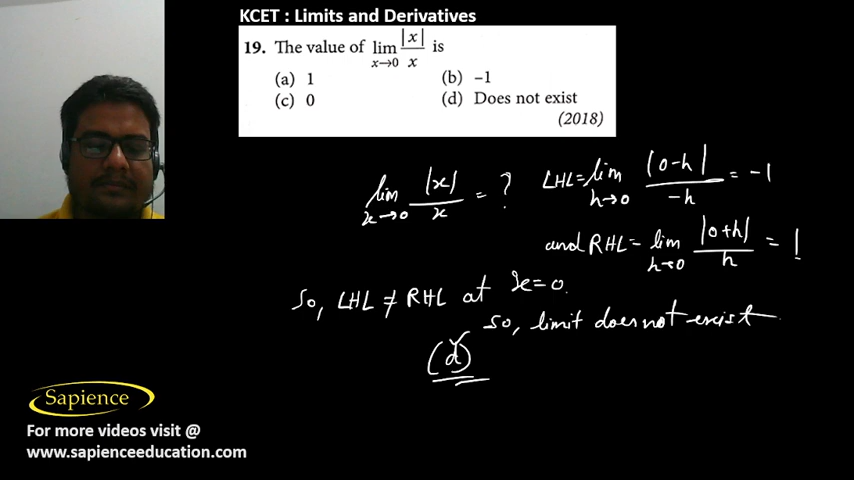 KCET : Limits and Derivatives
19. The value of lim x→0 |x|/x is
(a) 1 (b) –1
(c) 0 (d) Does not exist
(2018)
lim x→0 |x|/x = ? LHL = lim h→0 |0-h|/-h = -1
and RHL = lim h→0 |0+h|/h = 1
So, LHL ≠ RHL at x=0.
so, limit does not exist
(d)
Sapience
For more videos visit @
www.sapienceeducation.com